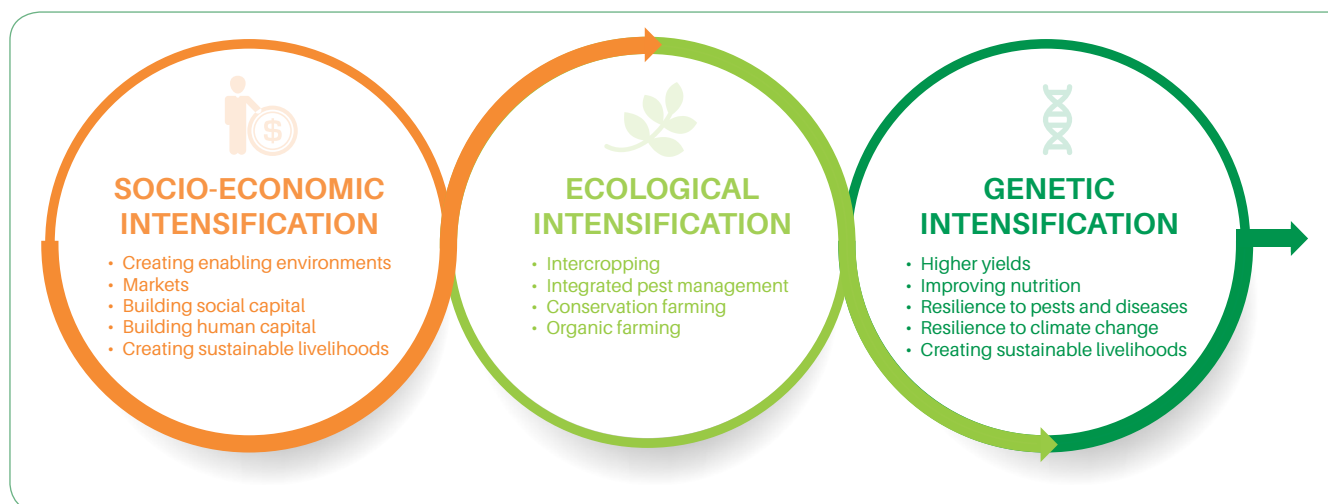 $
SOCIO-ECONOMIC
INTENSIFICATION
• Creating enabling environments
• Markets
• Building social capital
• Building human capital
• Creating sustainable livelihoods
ECOLOGICAL
INTENSIFICATION
• Intercropping
• Integrated pest management
• Conservation farming
• Organic farming
GENETIC
INTENSIFICATION
• Higher yields
• Improving nutrition
• Resilience to pests and diseases
• Resilience to climate change
• Creating sustainable livelihoods